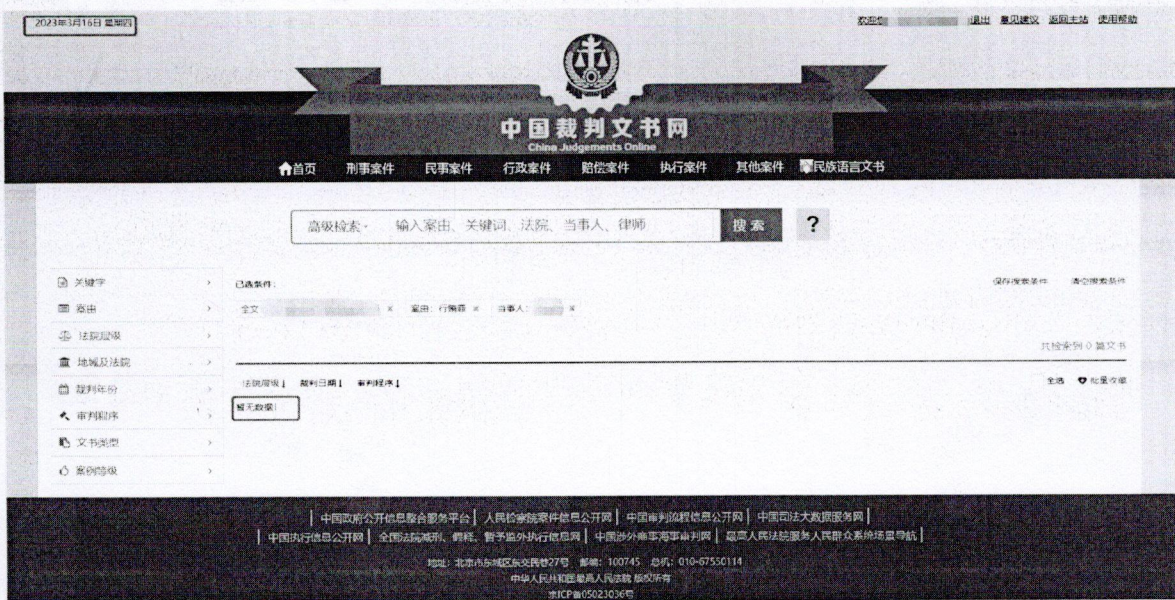 2023年3月16日 星期四
欢迎您 退出 意见建议 返回主站 使用帮助
中国裁判文书网
China Judgements Online
首页 刑事案件 民事案件 行政案件 赔偿案件 执行案件 其他案件 民族语言文书
高级检索 输入案由、关键词、法院、当事人、律师 搜索 ?
关键字
案由
法院层级
地域及法院
裁判年份
审判程序
文书类型
案例等级
已选条件: 保存搜索条件 清空搜索条件
全文 × 案由:行贿罪 × 当事人: ×
共检索到 0 篇文书
法院层级↓ 裁判日期↓ 审判程序↓ 全选 批量收藏
暂无数据!
中国政府公开信息整合服务平台 | 人民检察院案件信息公开网 | 中国审判流程信息公开网 | 中国司法大数据服务网
中国执行信息公开网 | 全国法院减刑、假释、暂予监外执行信息网 | 中国涉外商事海事审判网 | 最高人民法院服务人民群众系统场景导航
地址:北京市东城区东交民巷27号 邮编:100745 总机:010-67550114
中华人民共和国最高人民法院 版权所有
京ICP备05023036号